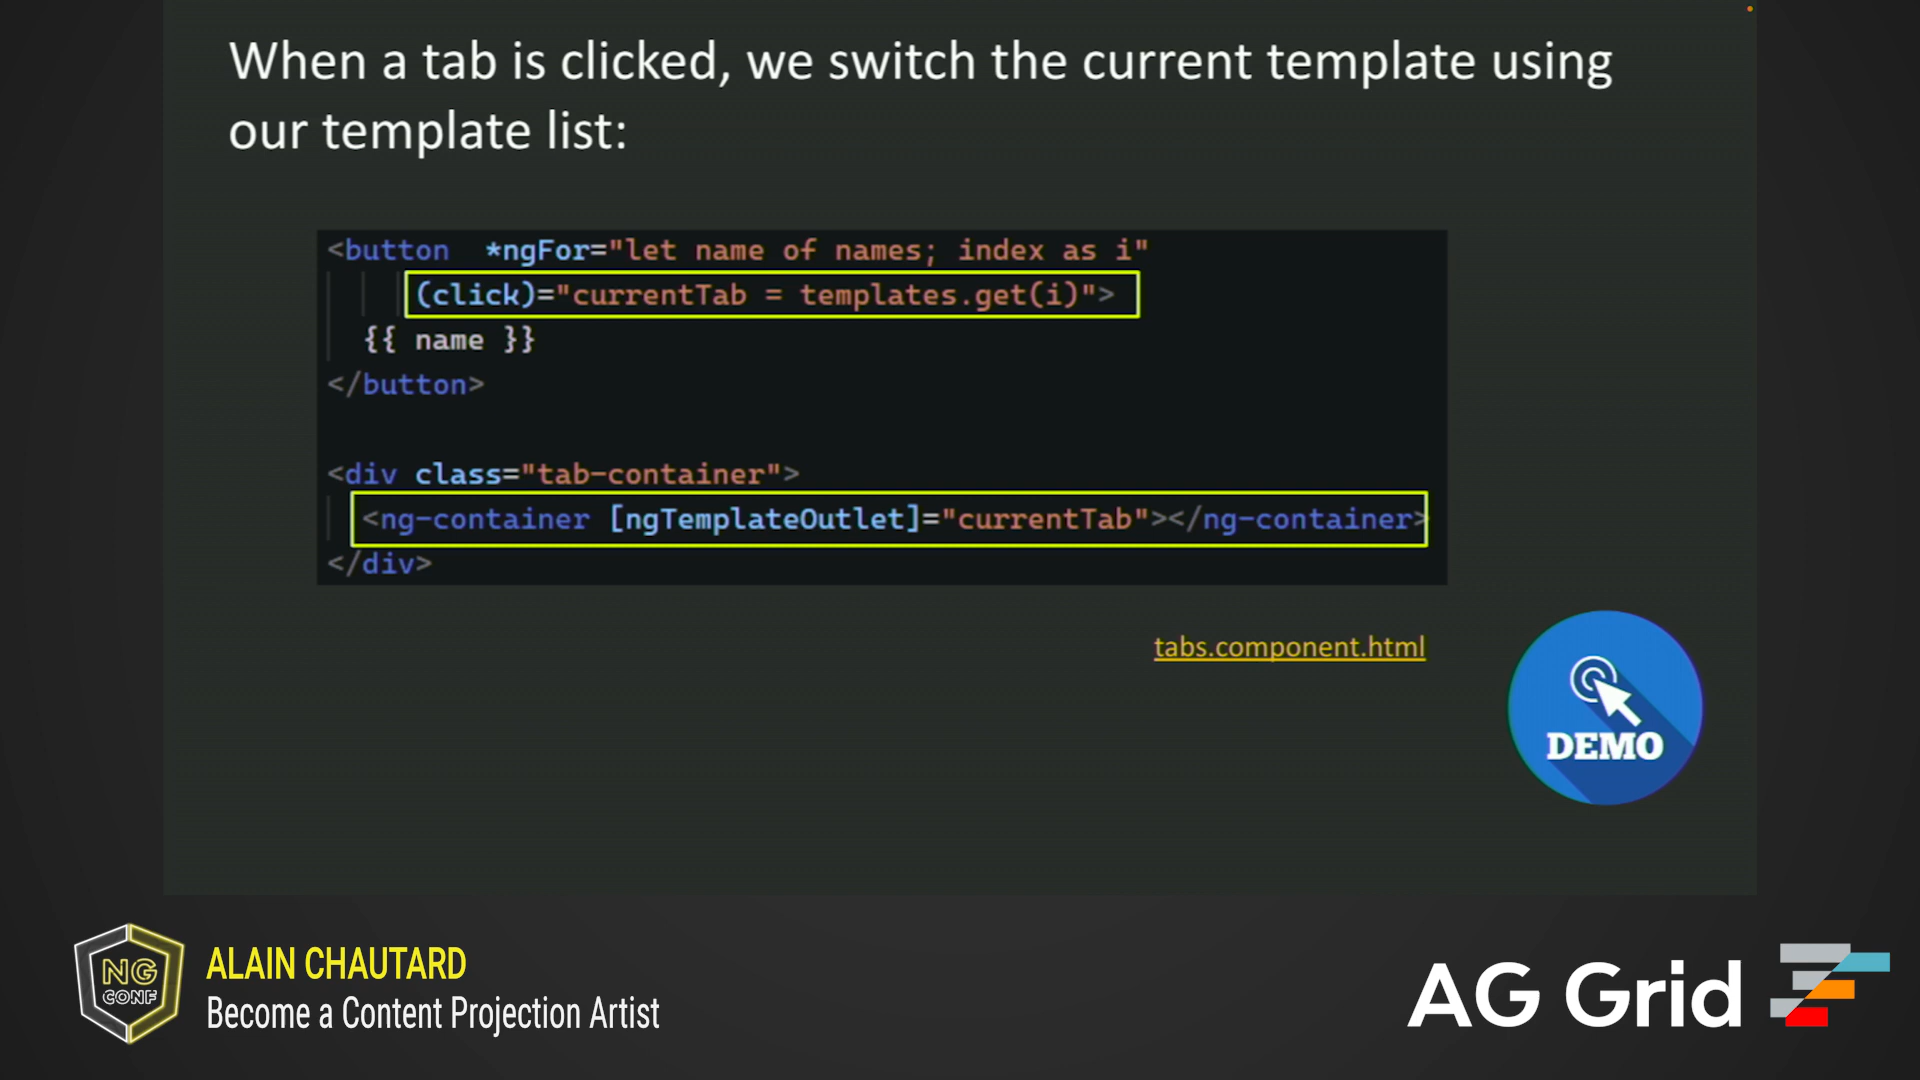 When a tab is clicked, we switch the current template using
our template list:
<button  *ngFor="let name of names; index as i"
(click)="currentTab = templates.get(i)">
{{ name }}
</button>
<div class="tab-container">
<ng-container [ngTemplateOutlet]="currentTab"></ng-container>
</div>
tabs.component.html
DEMO
NG
CONF
ALAIN CHAUTARD
Become a Content Projection Artist
AG Grid